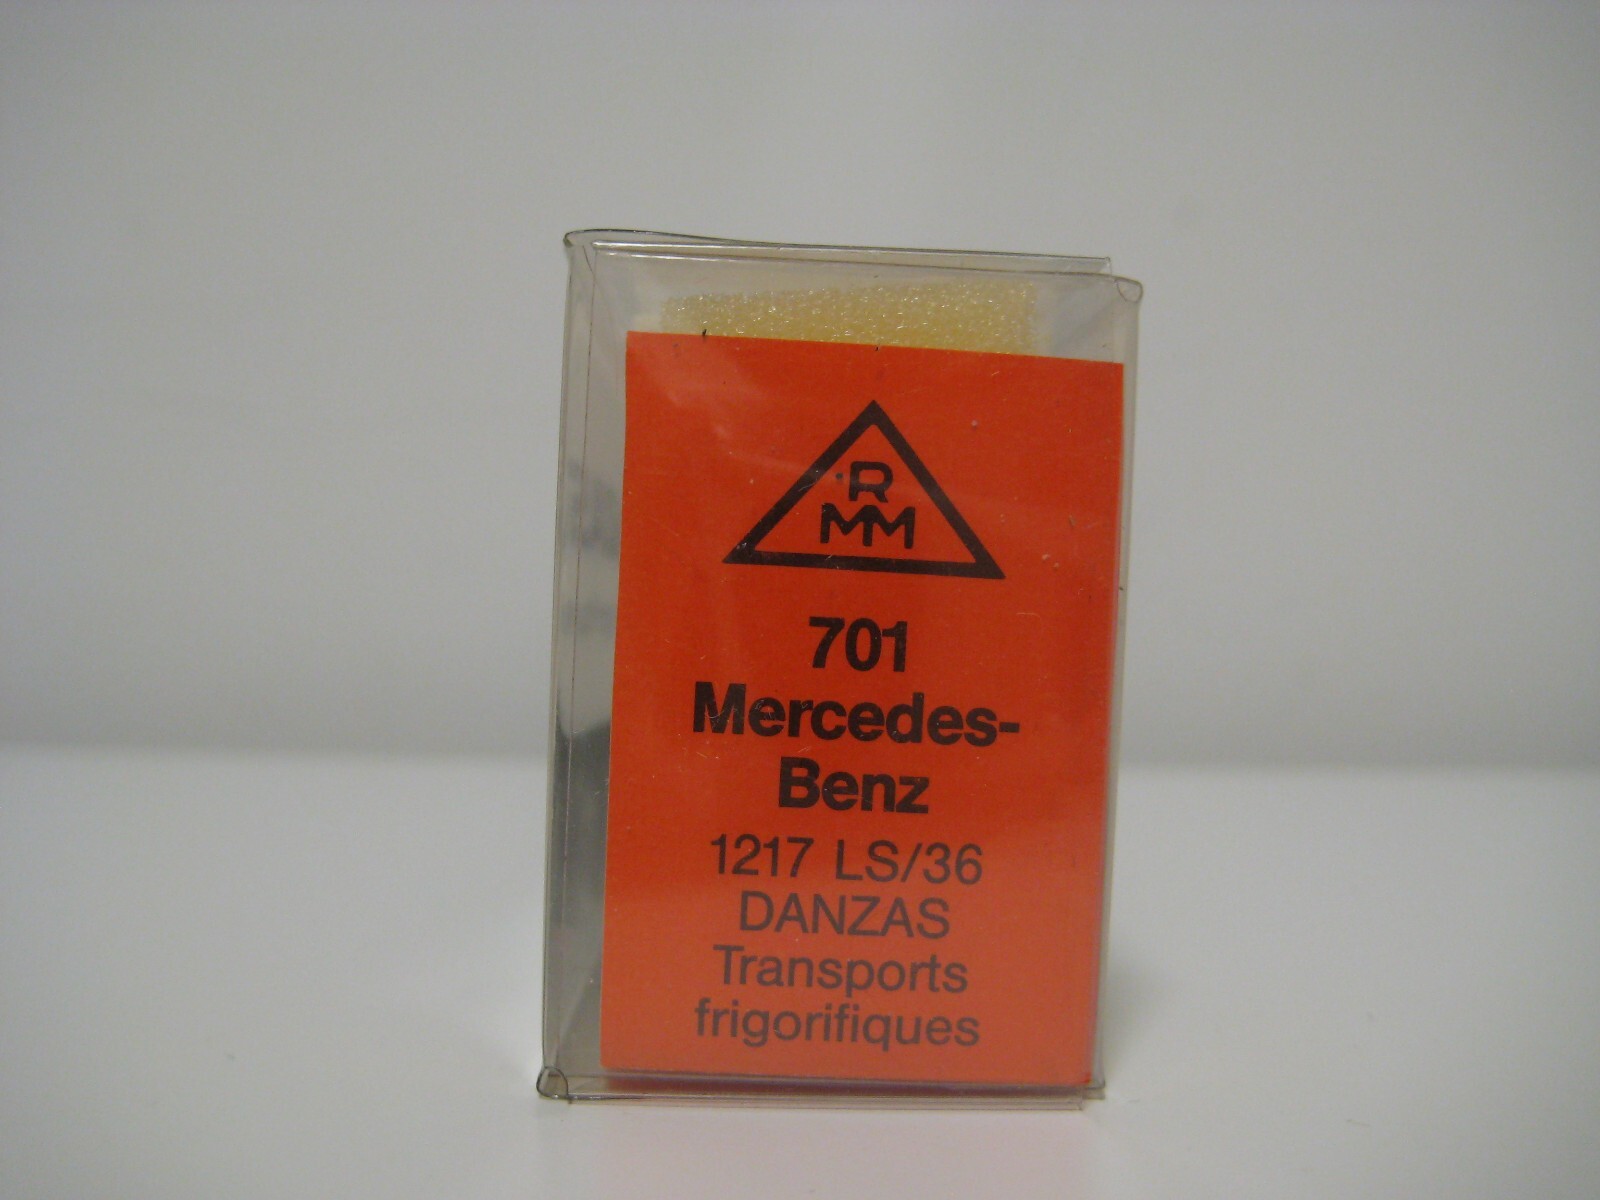 R
MM
701
Mercedes-
Benz
1217 LS/36
DANZAS
Transports
frigorifiques